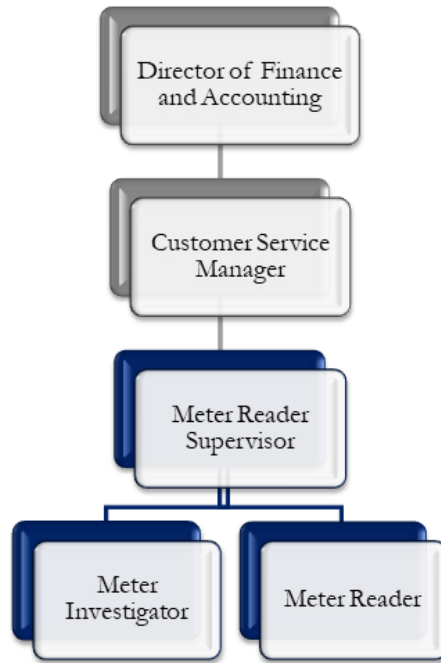 Director of Finance
and Accounting
Customer Service
Manager
Meter Reader
Supervisor
Meter
Investigator
Meter Reader